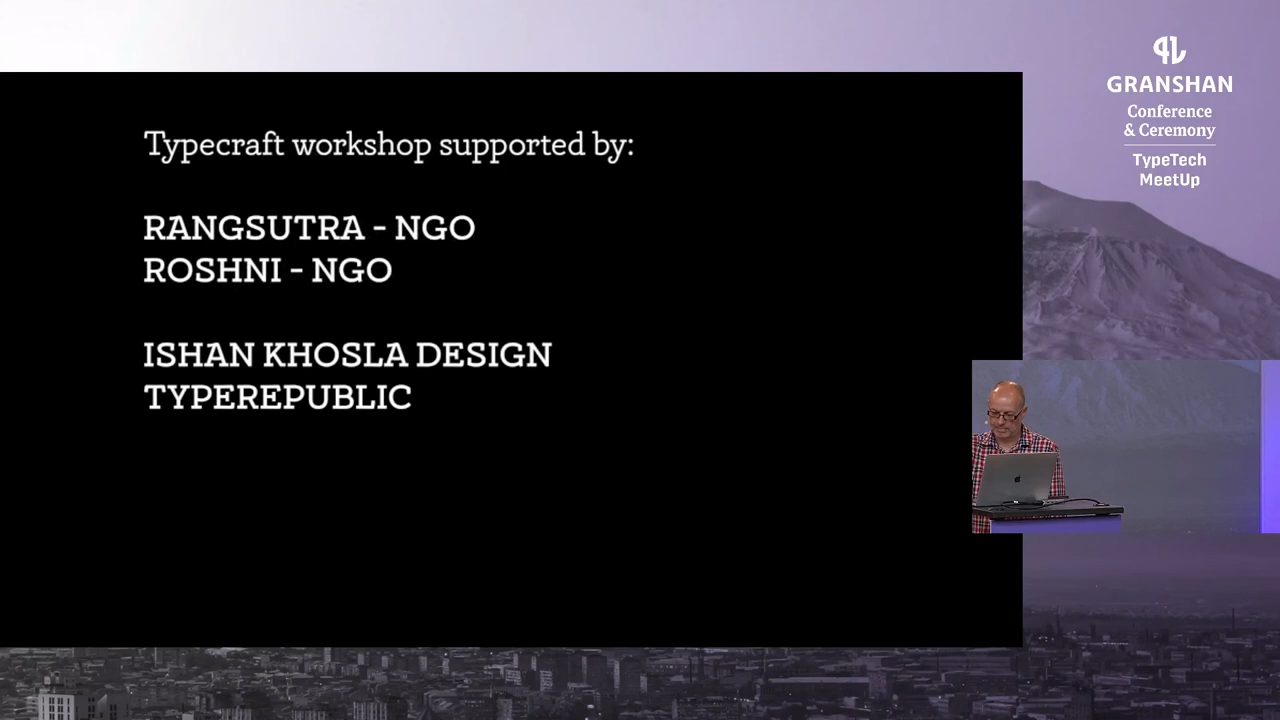 Typecraft workshop supported by:
RANGSUTRA - NGO
ROSHNI - NGO
ISHAN KHOSLA DESIGN
TYPEREPUBLIC
GRANSHAN
Conference
& Ceremony
TypeTech
MeetUp